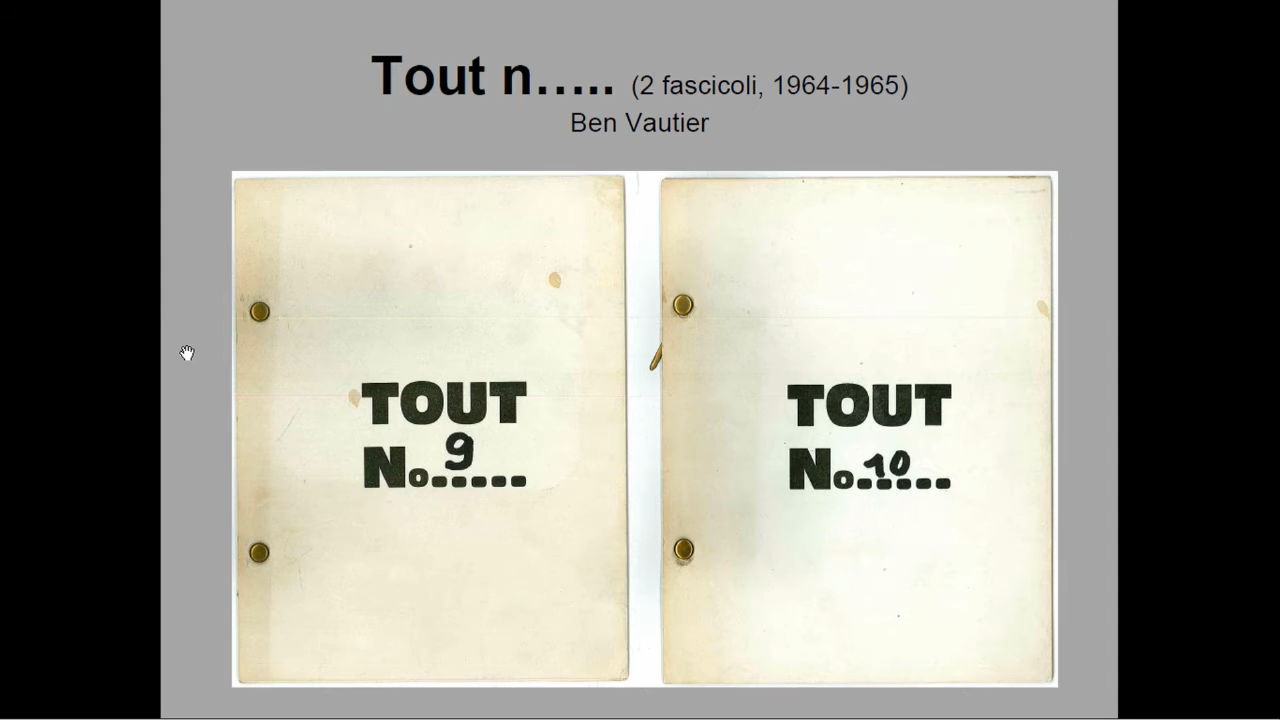 Tout n….. (2 fascicoli, 1964-1965)
Ben Vautier
TOUT
No.9....
TOUT
No.10....